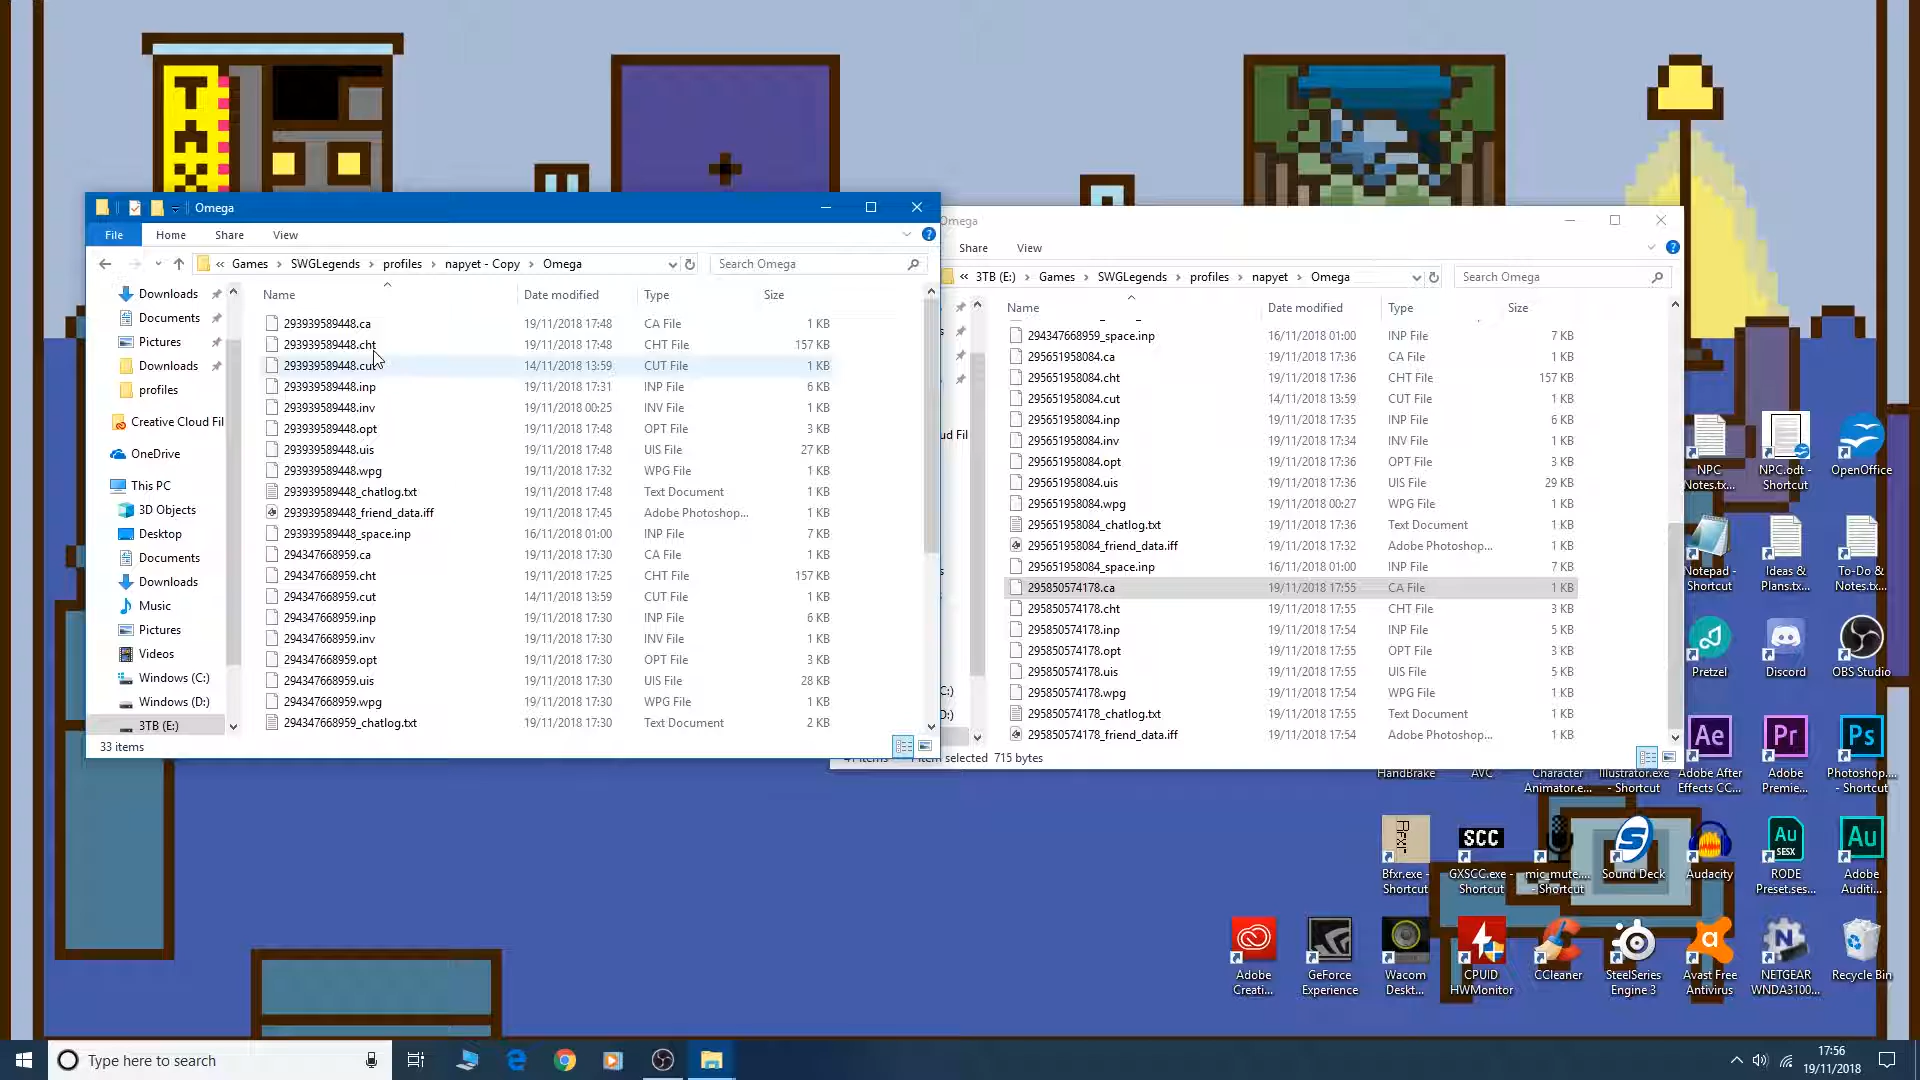 TAX
Omega
File
Home
Share
View
« Games > SWGLegends > profiles > napyet - Copy > Omega
Search Omega
Downloads
Documents
Pictures
Downloads
profiles
Creative Cloud Fil
OneDrive
This PC
3D Objects
Desktop
Documents
Downloads
Music
Pictures
Videos
Windows (C:)
Windows (D:)
3TB (E:)
Name Date modified Type Size
293939589448.ca 19/11/2018 17:48 CA File 1 KB
293939589448.cht 19/11/2018 17:48 CHT File 157 KB
293939589448.cut 14/11/2018 13:59 CUT File 1 KB
293939589448.inp 19/11/2018 17:31 INP File 6 KB
293939589448.inv 19/11/2018 00:25 INV File 1 KB
293939589448.opt 19/11/2018 17:48 OPT File 3 KB
293939589448.uis 19/11/2018 17:48 UIS File 27 KB
293939589448.wpg 19/11/2018 17:32 WPG File 1 KB
293939589448_chatlog.txt 19/11/2018 17:48 Text Document 1 KB
293939589448_friend_data.iff 19/11/2018 17:45 Adobe Photoshop... 1 KB
293939589448_space.inp 16/11/2018 01:00 INP File 7 KB
294347668959.ca 19/11/2018 17:30 CA File 1 KB
294347668959.cht 19/11/2018 17:25 CHT File 157 KB
294347668959.cut 14/11/2018 13:59 CUT File 1 KB
294347668959.inp 19/11/2018 17:30 INP File 6 KB
294347668959.inv 19/11/2018 17:30 INV File 1 KB
294347668959.opt 19/11/2018 17:30 OPT File 3 KB
294347668959.uis 19/11/2018 17:30 UIS File 28 KB
294347668959.wpg 19/11/2018 17:30 WPG File 1 KB
294347668959_chatlog.txt 19/11/2018 17:30 Text Document 2 KB
33 items
Omega
Share
View
« 3TB (E:) > Games > SWGLegends > profiles > napyet > Omega
Search Omega
Name Date modified Type Size
294347668959_space.inp 16/11/2018 01:00 INP File 7 KB
295651958084.ca 19/11/2018 17:36 CA File 1 KB
295651958084.cht 19/11/2018 17:36 CHT File 157 KB
295651958084.cut 14/11/2018 13:59 CUT File 1 KB
295651958084.inp 19/11/2018 17:35 INP File 6 KB
295651958084.inv 19/11/2018 17:34 INV File 1 KB
295651958084.opt 19/11/2018 17:36 OPT File 3 KB
295651958084.uis 19/11/2018 17:36 UIS File 29 KB
295651958084.wpg 19/11/2018 00:27 WPG File 1 KB
295651958084_chatlog.txt 19/11/2018 17:36 Text Document 1 KB
295651958084_friend_data.iff 19/11/2018 17:32 Adobe Photoshop... 1 KB
295651958084_space.inp 16/11/2018 01:00 INP File 7 KB
295850574178.ca 19/11/2018 17:55 CA File 1 KB
295850574178.cht 19/11/2018 17:55 CHT File 3 KB
295850574178.inp 19/11/2018 17:54 INP File 5 KB
295850574178.opt 19/11/2018 17:55 OPT File 3 KB
295850574178.uis 19/11/2018 17:55 UIS File 5 KB
295850574178.wpg 19/11/2018 17:54 WPG File 1 KB
295850574178_chatlog.txt 19/11/2018 17:55 Text Document 1 KB
295850574178_friend_data.iff 19/11/2018 17:54 Adobe Photoshop... 1 KB
ud Fil
C:)
D:)
selected 715 bytes
NPC
Notes.tx...
NPC.odt -
Shortcut
OpenOffice
Notepad -
Shortcut
Ideas &
Plans.tx...
To-Do &
Notes.tx...
Pretzel
Discord
OBS Studio
HandBrake
AVC
Character
Animator.e...
Illustrator.exe
- Shortcut
Adobe After
Effects CC...
Adobe
Premie...
Photoshop....
- Shortcut
Bfxr.exe -
Shortcut
SCC
GXSCC.exe -
Shortcut
mic_mute....
- Shortcut
Sound Deck
Audacity
RODE
Preset.ses...
Adobe
Auditi...
Adobe
Creati...
GeForce
Experience
Wacom
Deskt...
CPUID
HWMonitor
CCleaner
SteelSeries
Engine 3
Avast Free
Antivirus
NETGEAR
WNDA3100...
Recycle Bin
Type here to search
17:56
19/11/2018